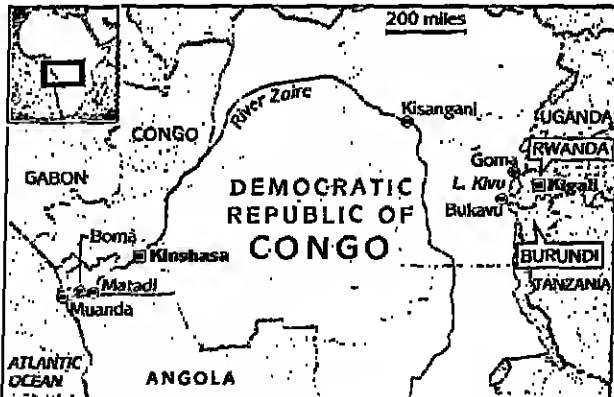 200 miles
River Zaire
Kisangani
CONGO
UGANDA
RWANDA
GABON
Goma
L. Kivu
Kigali
DEMOCRATIC
REPUBLIC OF
CONGO
Bukavu
Boma
Kinshasa
BURUNDI
Matadi
TANZANIA
Muanda
ATLANTIC
OCEAN
ANGOLA